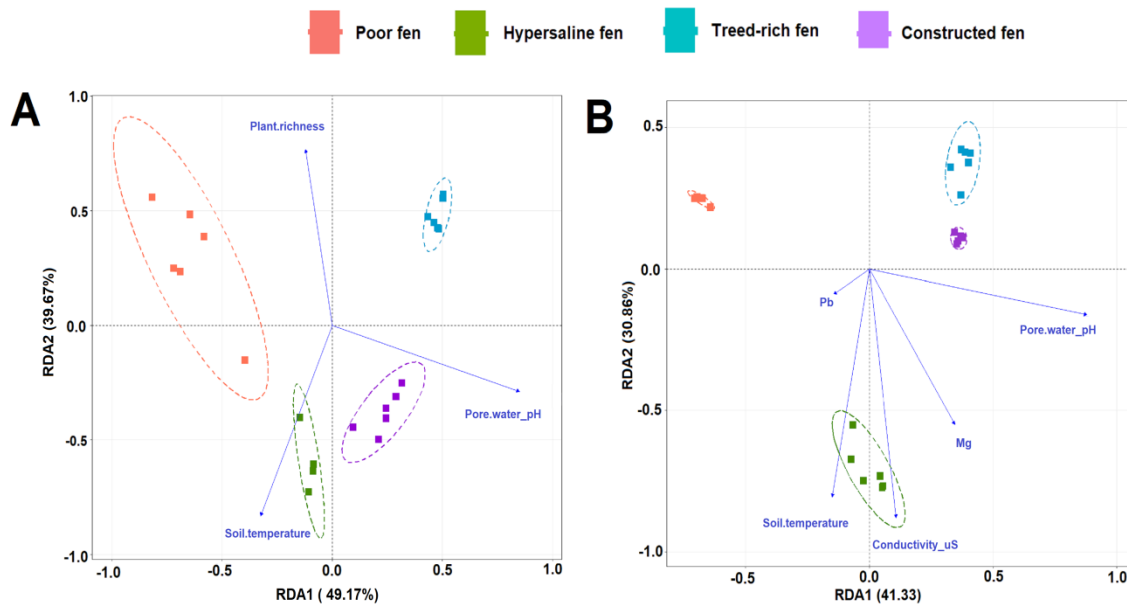 Poor fen Hypersaline fen Treed-rich fen Constructed fen
A
1.0
0.5
0.0
-0.5
-1.0
RDA2 (39.67%)
Plant.richness
Pore.water_pH
Soil.temperature
-1.0 -0.5 0.0 0.5 1.0
RDA1 ( 49.17%)
B
0.5
0.0
-0.5
-1.0
RDA2 (30.86%)
Pb
Pore.water_pH
Mg
Soil.temperature
Conductivity_uS
-0.5 0.0 0.5 1.0
RDA1 (41.33)